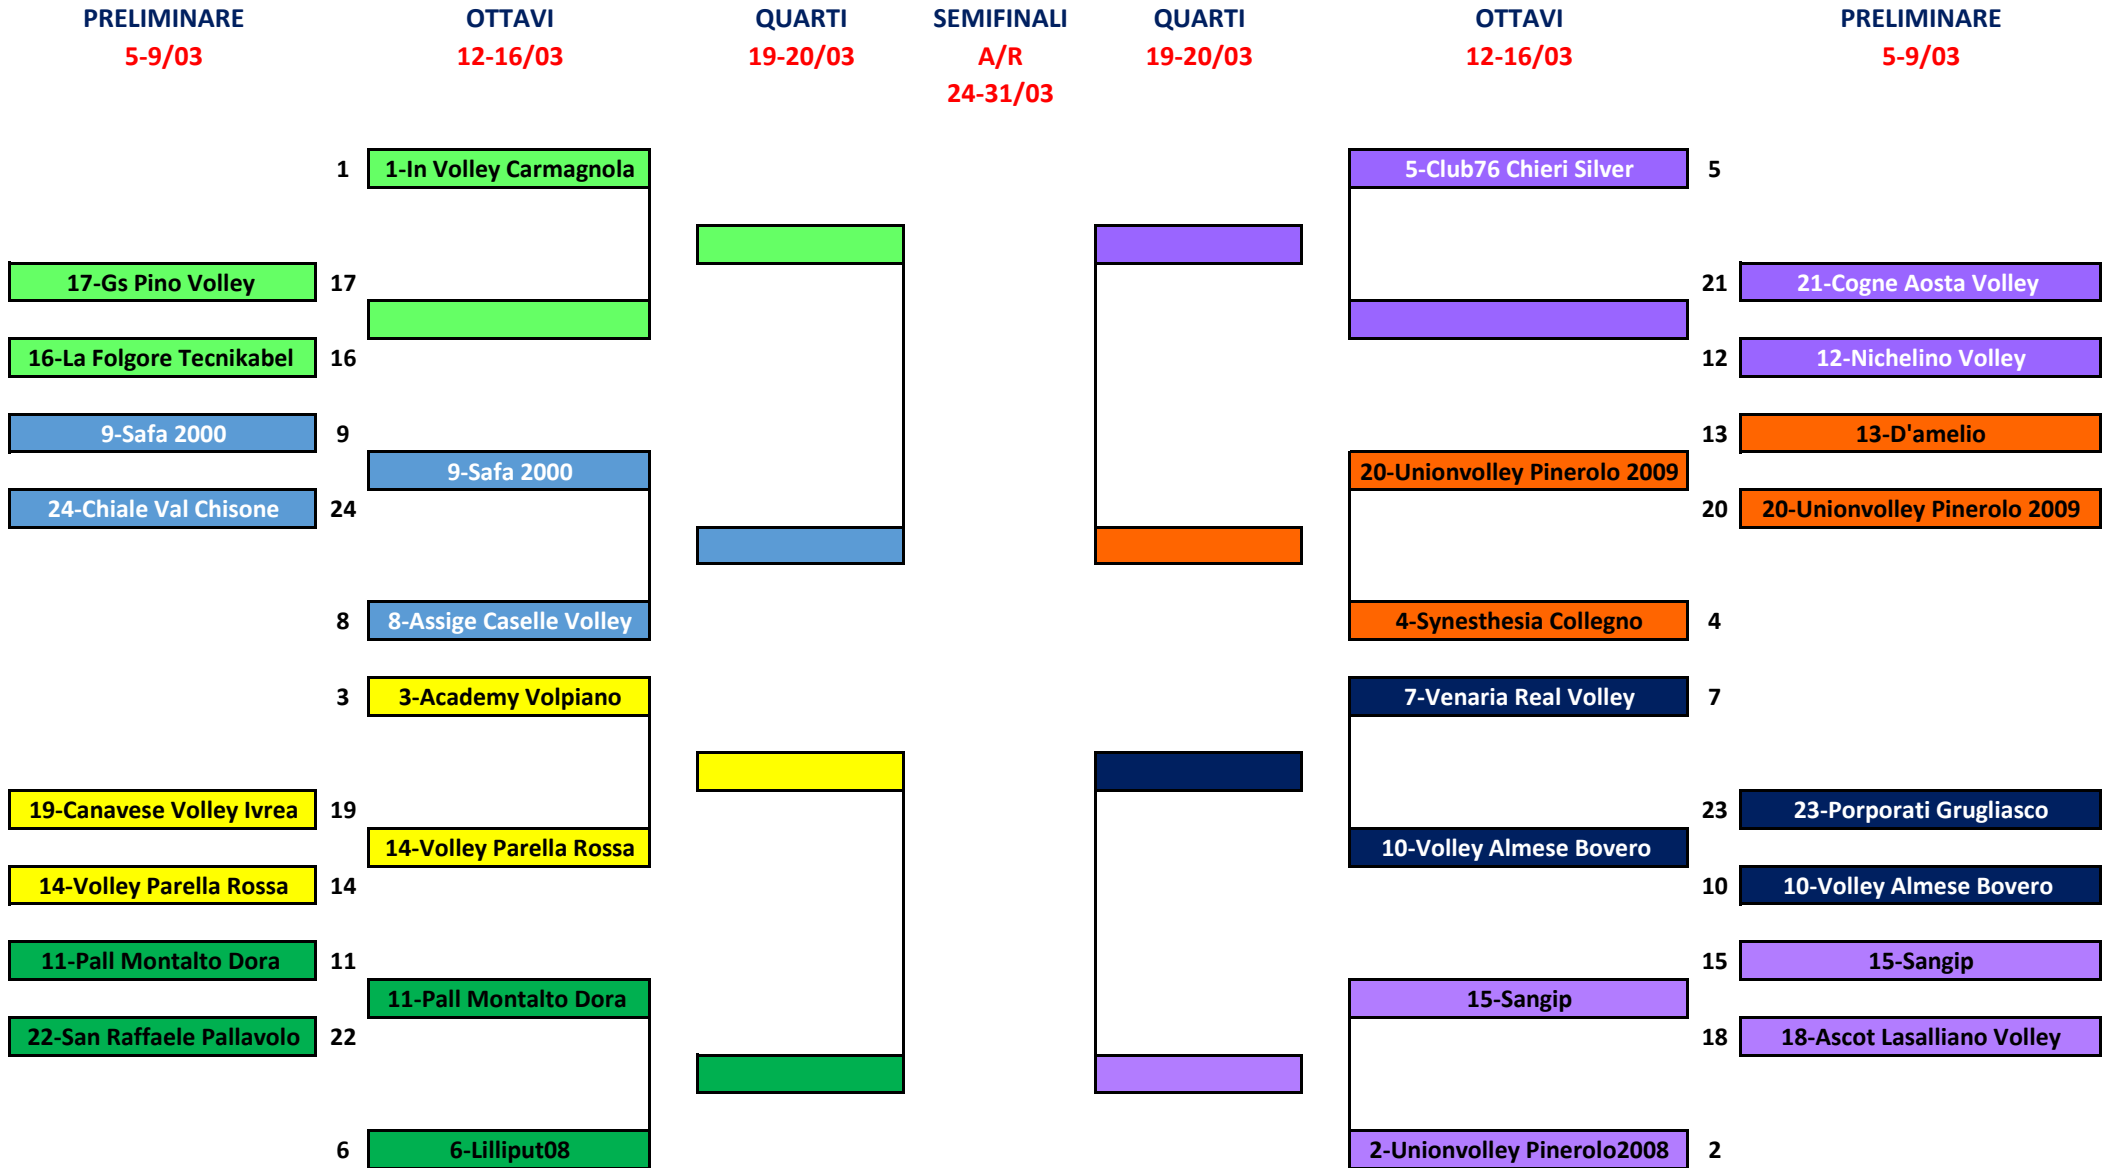 PRELIMINARE OTTAVI QUARTI SEMIFINALI QUARTI OTTAVI PRELIMINARE
5-9/03 12-16/03 19-20/03 A/R 19-20/03 12-16/03 5-9/03
24-31/03
1 1-In Volley Carmagnola 5-Club76 Chieri Silver 5
17-Gs Pino Volley 17 21 21-Cogne Aosta Volley
16-La Folgore Tecnikabel 16 12 12-Nichelino Volley
9-Safa 2000 9 13 13-D'amelio
9-Safa 2000 20-Unionvolley Pinerolo 2009
24-Chiale Val Chisone 24 20 20-Unionvolley Pinerolo 2009
8 8-Assige Caselle Volley 4-Synesthesia Collegno 4
3 3-Academy Volpiano 7-Venaria Real Volley 7
19-Canavese Volley Ivrea 19 23 23-Porporati Grugliasco
14-Volley Parella Rossa 10-Volley Almese Bovero
14-Volley Parella Rossa 14 10 10-Volley Almese Bovero
11-Pall Montalto Dora 11 15 15-Sangip
11-Pall Montalto Dora 15-Sangip
22-San Raffaele Pallavolo 22 18 18-Ascot Lasalliano Volley
6 6-Lilliput08 2-Unionvolley Pinerolo2008 2